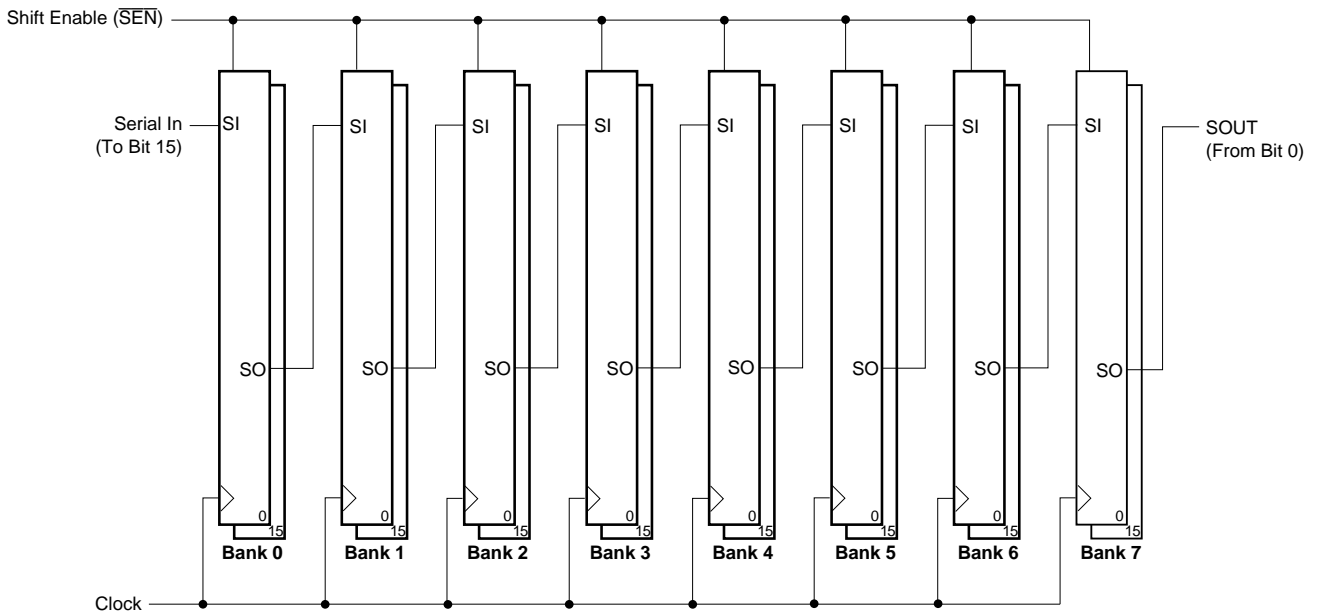 Shift Enable (SEN)
Serial In
(To Bit 15)
SI SI SI SI SI SI SI SI
SOUT
(From Bit 0)
SO SO SO SO SO SO SO SO
0 0 0 0 0 0 0 0
15 15 15 15 15 15 15 15
Bank 0 Bank 1 Bank 2 Bank 3 Bank 4 Bank 5 Bank 6 Bank 7
Clock